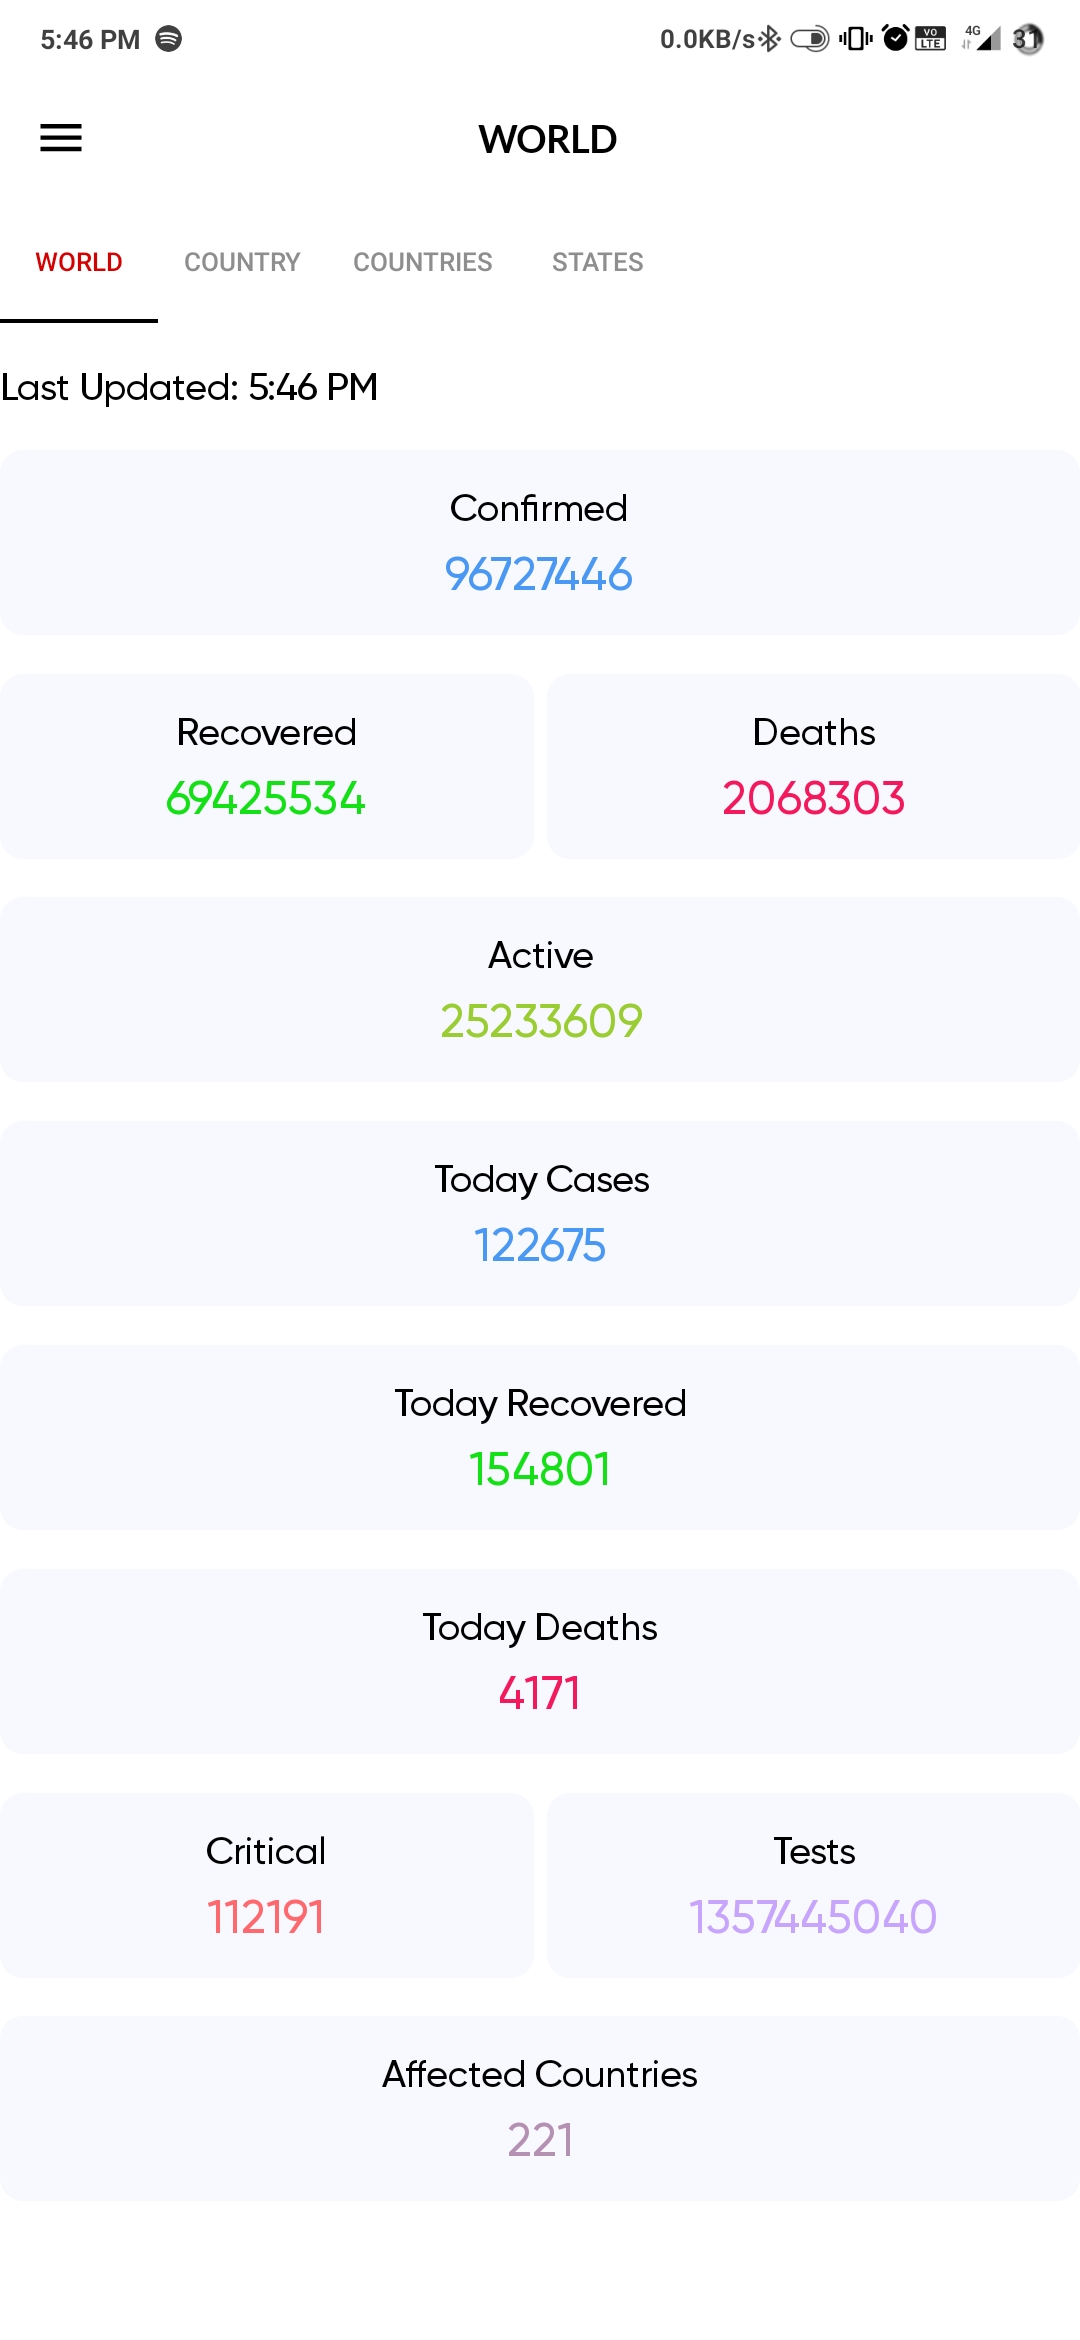 5:46 PM 0.0KB/s VO LTE 4G 31
WORLD
WORLD COUNTRY COUNTRIES STATES
Last Updated: 5:46 PM
Confirmed
96727446
Recovered Deaths
69425534 2068303
Active
25233609
Today Cases
122675
Today Recovered
154801
Today Deaths
4171
Critical Tests
112191 1357445040
Affected Countries
221